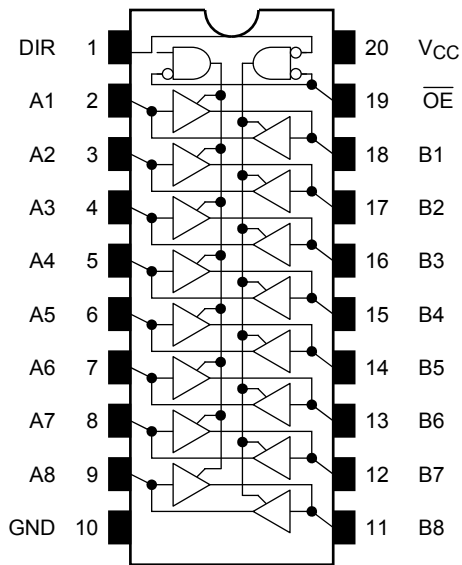 DIR 1 20 VCC
A1 2 19 O̅E̅
A2 3 18 B1
A3 4 17 B2
A4 5 16 B3
A5 6 15 B4
A6 7 14 B5
A7 8 13 B6
A8 9 12 B7
GND 10 11 B8